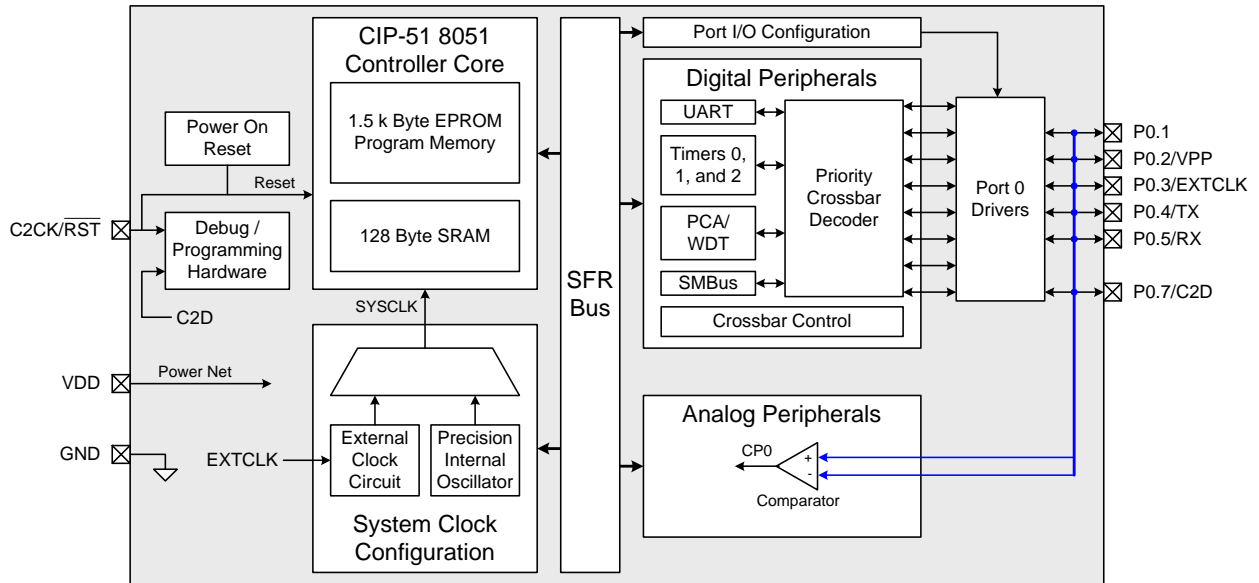 CIP-51 8051
Controller Core
1.5 k Byte EPROM
Program Memory
128 Byte SRAM
Power On
Reset
Reset
C2CK/RST
Debug /
Programming
Hardware
C2D
SYSCLK
VDD
Power Net
GND
EXTCLK
External
Clock
Circuit
Precision
Internal
Oscillator
System Clock
Configuration
SFR
Bus
Port I/O Configuration
Digital Peripherals
UART
Timers 0,
1, and 2
PCA/
WDT
SMBus
Priority
Crossbar
Decoder
Crossbar Control
Port 0
Drivers
P0.1
P0.2/VPP
P0.3/EXTCLK
P0.4/TX
P0.5/RX
P0.7/C2D
Analog Peripherals
CP0
+
-
Comparator